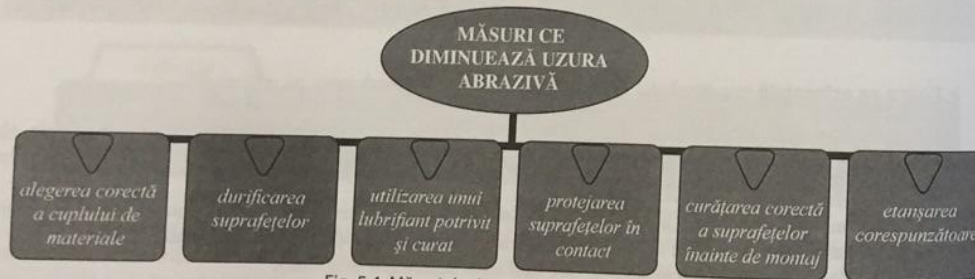 MĂSURI CE
DIMINUEAZĂ UZURA
ABRAZIVĂ
alegerea corectă
a cuplului de
materiale
durificarea
suprafețelor
utilizarea unui
lubrifiant potrivit
și curat
protejarea
suprafețelor în
contact
curățarea corectă
a suprafețelor
înainte de montaj
etanșarea
corespunzătoare